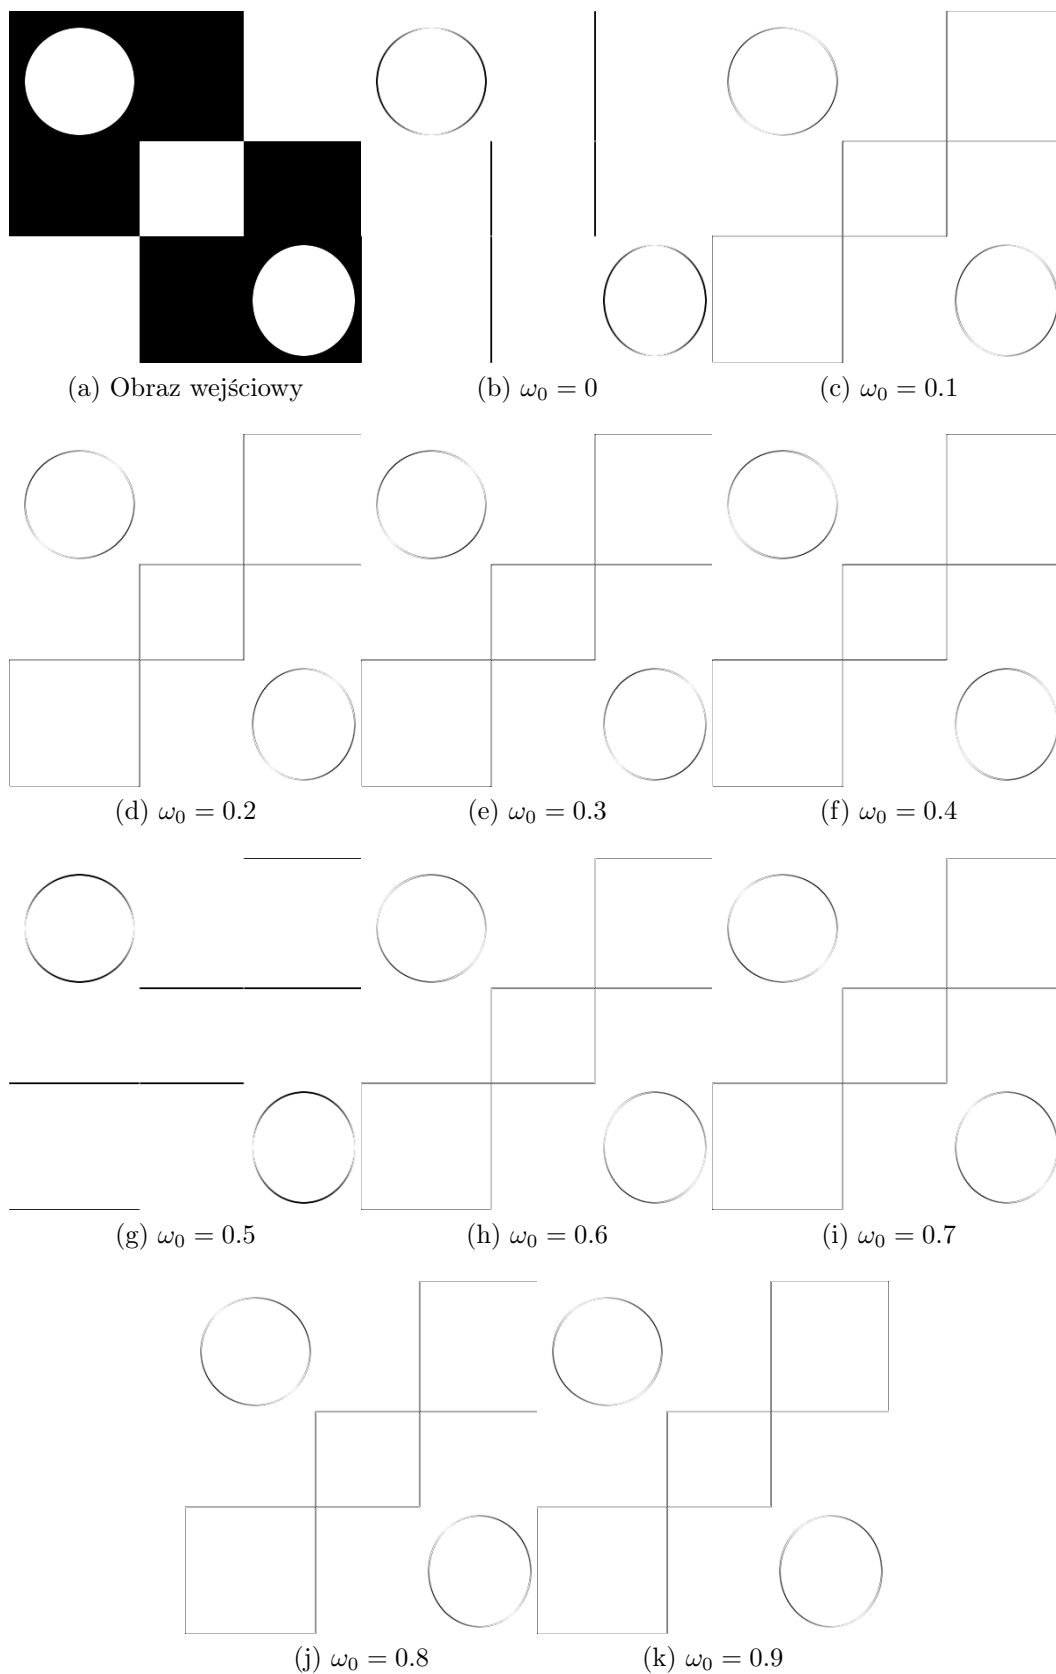 (a) Obraz wejściowy
(b) ω₀ = 0
(c) ω₀ = 0.1
(d) ω₀ = 0.2
(e) ω₀ = 0.3
(f) ω₀ = 0.4
(g) ω₀ = 0.5
(h) ω₀ = 0.6
(i) ω₀ = 0.7
(j) ω₀ = 0.8
(k) ω₀ = 0.9